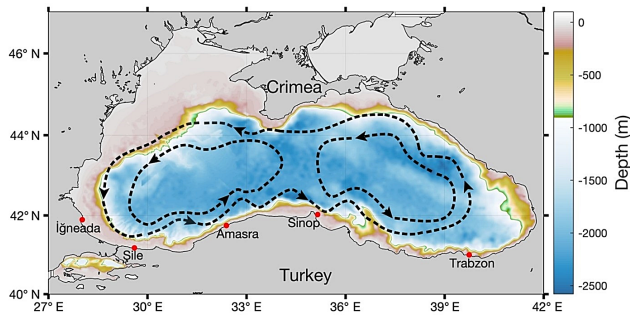 46°N
44°N
42°N
40°N
27°E
30°E
33°E
36°E
39°E
42°E
Crimea
İğneada
Şile
Amasra
Sinop
Trabzon
Turkey
0
-500
-1000
-1500
-2000
-2500
Depth (m)